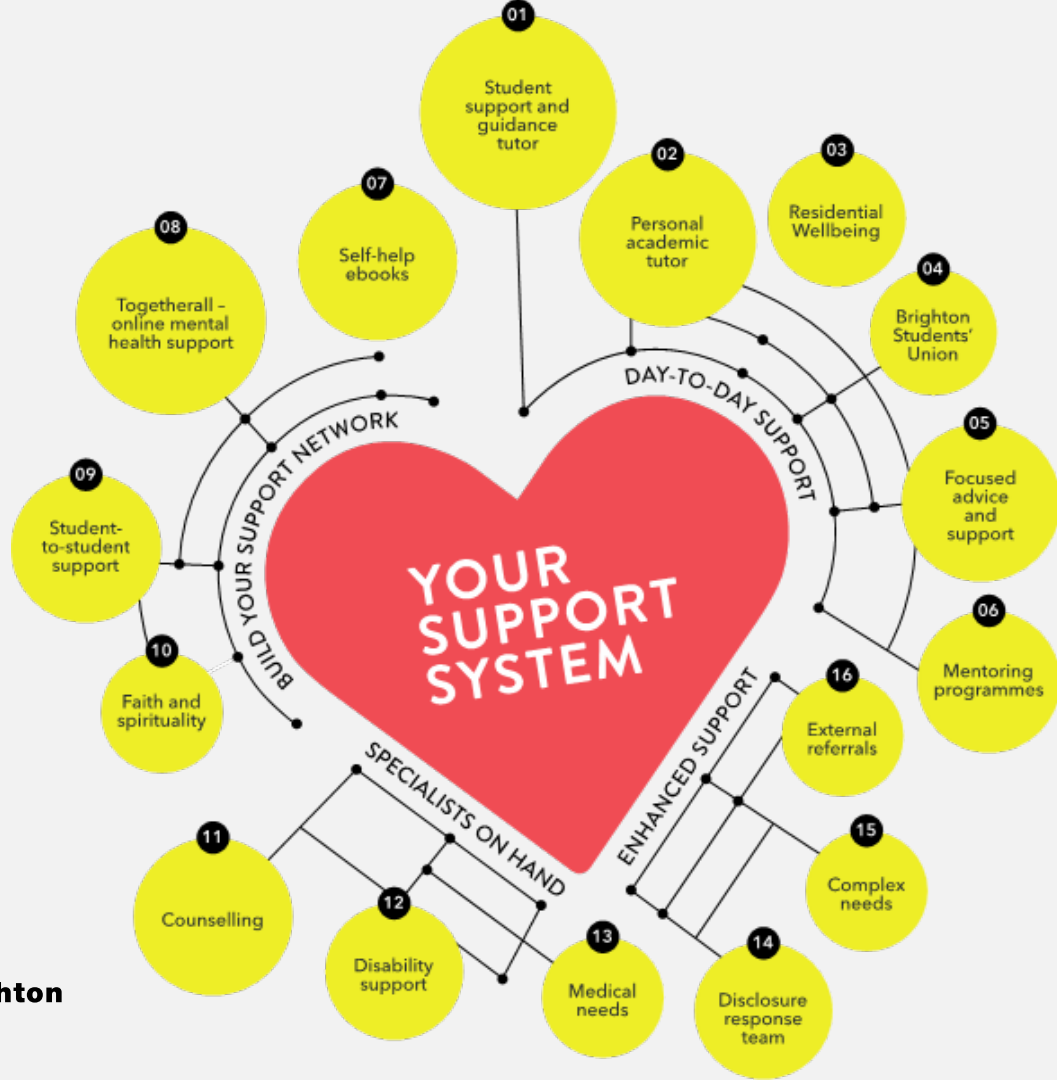 YOUR
SUPPORT
SYSTEM
DAY-TO-DAY SUPPORT
01
Student
support and
guidance
tutor
02
Personal
academic
tutor
03
Residential
Wellbeing
04
Brighton
Students’
Union
05
Focused
advice
and
support
06
Mentoring
programmes
BUILD YOUR SUPPORT NETWORK
07
Self-help
ebooks
08
Togetherall –
online mental
health support
09
Student-
to-student
support
10
Faith and
spirituality
SPECIALISTS ON HAND
11
Counselling
12
Disability
support
13
Medical
needs
ENHANCED SUPPORT
14
Disclosure
response
team
15
Complex
needs
16
External
referrals
hton